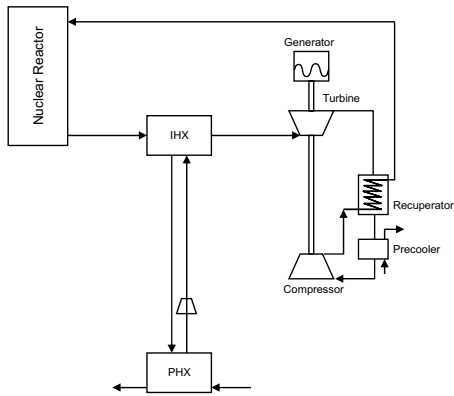 Nuclear Reactor
Generator
Turbine
IHX
Recuperator
Precooler
Compressor
PHX